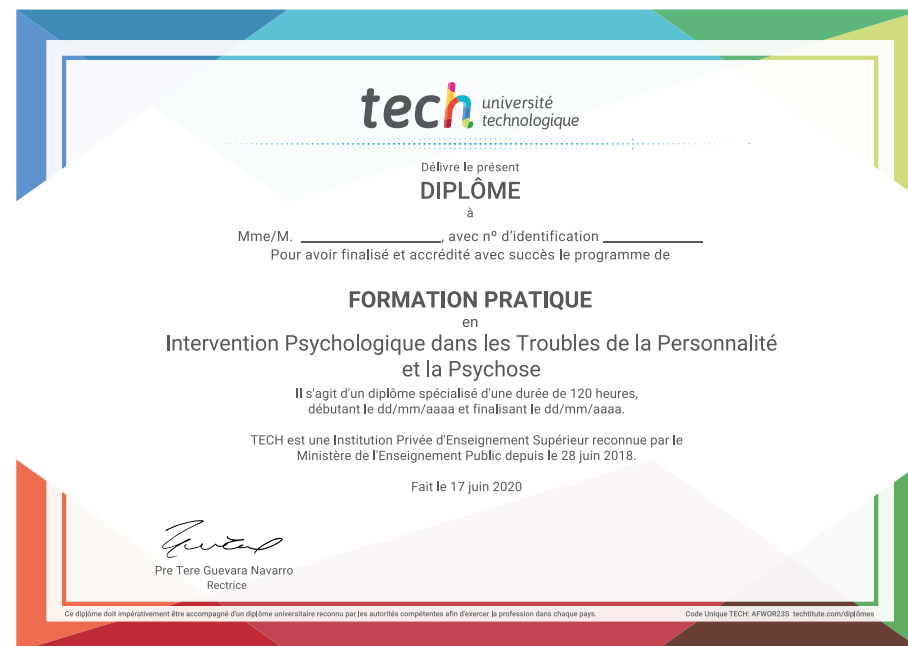 tech université
technologique
Délivre le présent
DIPLÔME
à
Mme/M. ____________________, avec nº d'identification ______________
Pour avoir finalisé et accrédité avec succès le programme de
FORMATION PRATIQUE
en
Intervention Psychologique dans les Troubles de la Personnalité
et la Psychose
Il s'agit d'un diplôme spécialisé d'une durée de 120 heures,
débutant le dd/mm/aaaa et finalisant le dd/mm/aaaa.
TECH est une Institution Privée d'Enseignement Supérieur reconnue par le
Ministère de l'Enseignement Public depuis le 28 juin 2018.
Fait le 17 juin 2020
Pre Tere Guevara Navarro
Rectrice
Ce diplôme doit impérativement être accompagné d'un diplôme universitaire reconnu par les autorités compétentes afin d'exercer la profession dans chaque pays. Code Unique TECH: AFWOR23S techtitute.com/diplômes